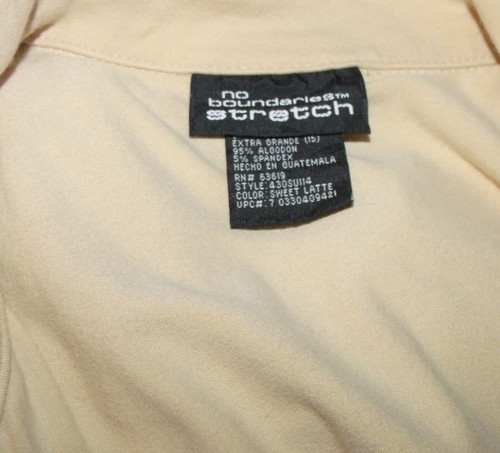 no
boundaries™
stretch
EXTRA GRANDE (15)
95% ALGODON
5% SPANDEX
HECHO EN GUATEMALA
RN# 63619
STYLE: 430SU114
COLOR: SWEET LATTE
UPC#: 7 0330409421